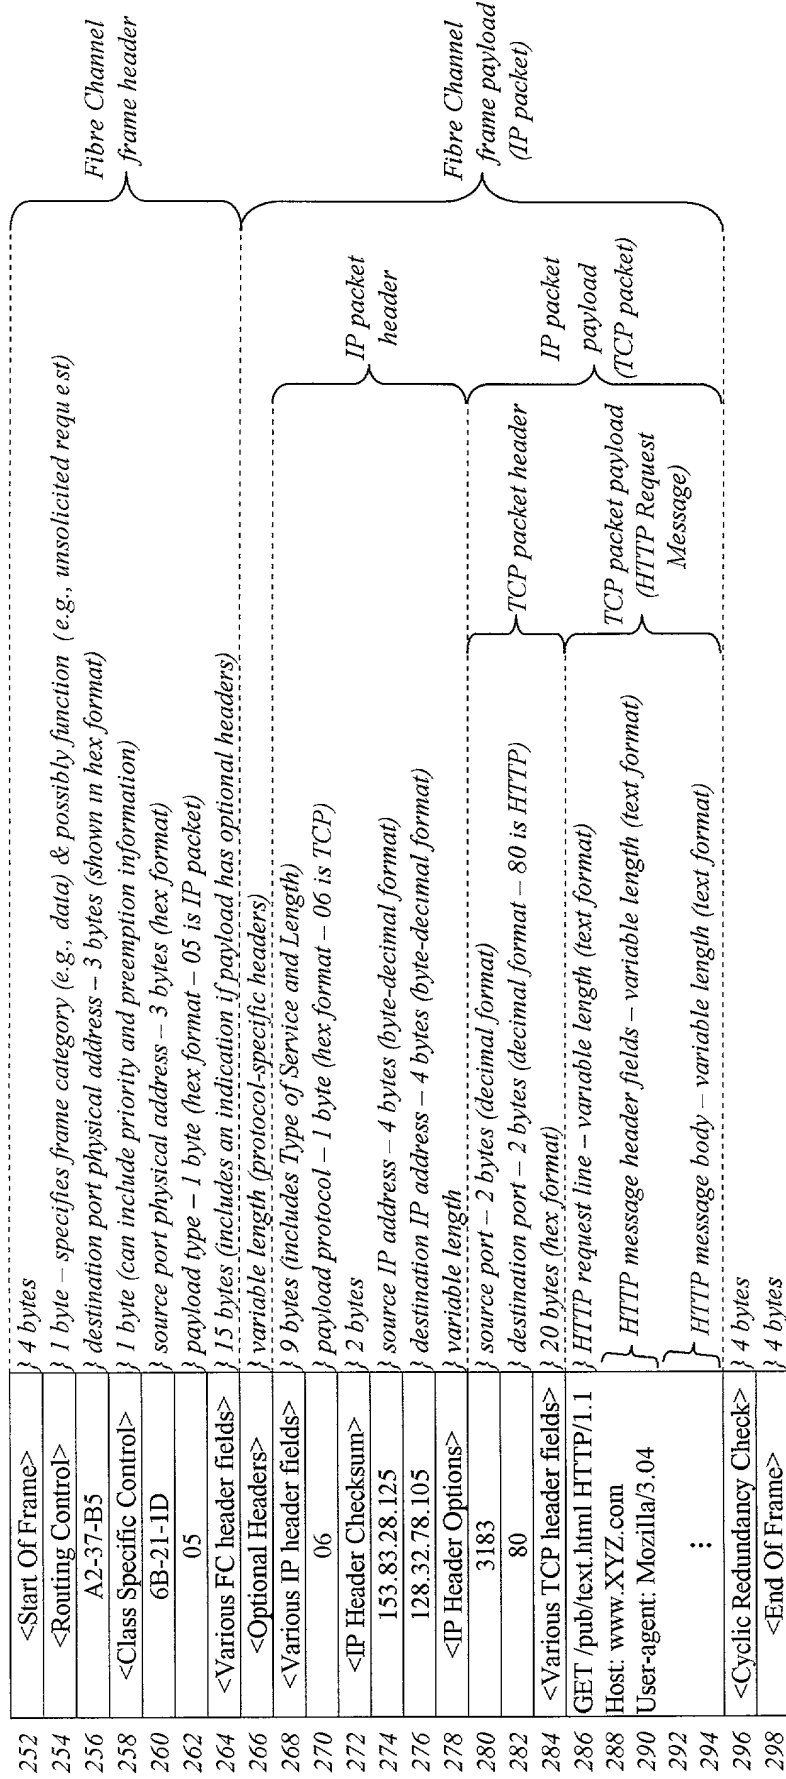 252 <Start Of Frame> } 4 bytes
254 <Routing Control> } 1 byte – specifies frame category (e.g., data) & possibly function (e.g., unsolicited request)
256 A2-37-B5 } destination port physical address – 3 bytes (shown in hex format)
258 <Class Specific Control> } 1 byte (can include priority and preemption information)
260 6B-21-1D } source port physical address – 3 bytes (hex format)
262 05 } payload type – 1 byte (hex format – 05 is IP packet)
264 <Various FC header fields> } 15 bytes (includes an indication if payload has optional headers)
Fibre Channel
frame header
266 <Optional Headers> } variable length (protocol-specific headers)
268 <Various IP header fields> } 9 bytes (includes Type of Service and Length)
270 06 } payload protocol – 1 byte (hex format – 06 is TCP)
272 <IP Header Checksum> } 2 bytes
274 153.83.28.125 } source IP address – 4 bytes (byte-decimal format)
276 128.32.78.105 } destination IP address – 4 bytes (byte-decimal format)
278 <IP Header Options> } variable length
IP packet
header
280 3183 } source port – 2 bytes (decimal format)
282 80 } destination port – 2 bytes (decimal format – 80 is HTTP)
284 <Various TCP header fields> } 20 bytes (hex format)
TCP packet header
286 GET /pub/text.html HTTP/1.1 } HTTP request line – variable length (text format)
288 Host: www.XYZ.com
290 User-agent: Mozilla/3.04
HTTP message header fields – variable length (text format)
292
294 ⋮
HTTP message body – variable length (text format)
TCP packet payload
(HTTP Request
Message)
IP packet
payload
(TCP packet)
Fibre Channel
frame payload
(IP packet)
296 <Cyclic Redundancy Check> } 4 bytes
298 <End Of Frame> } 4 bytes